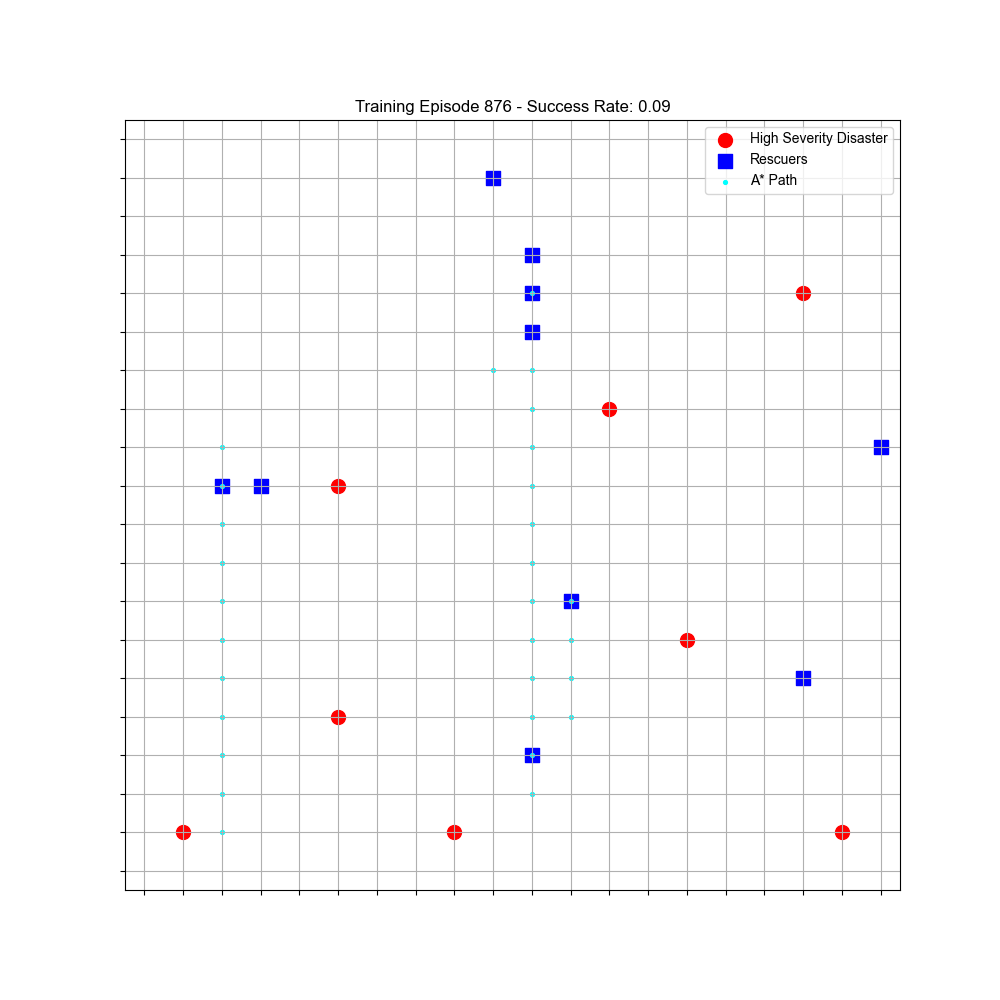 Training Episode 876 - Success Rate: 0.09
High Severity Disaster
Rescuers
A* Path